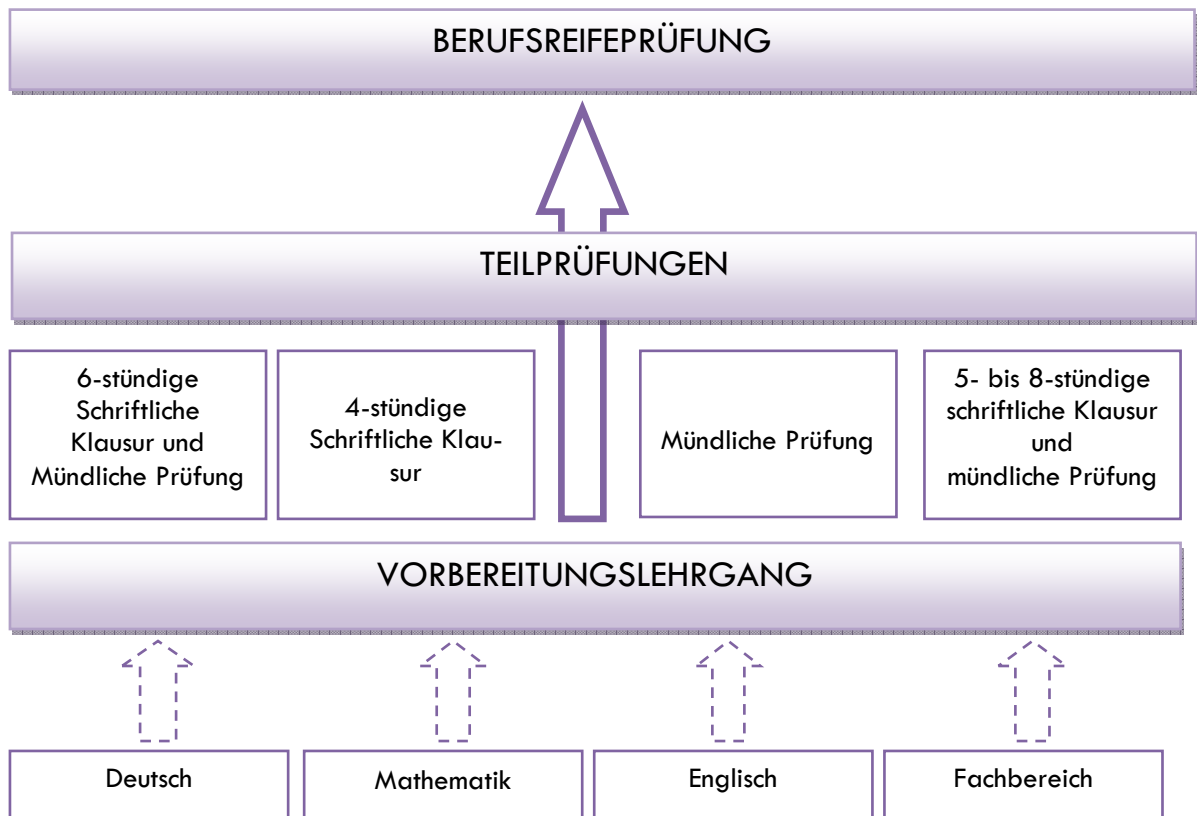 BERUFSREIFEPRÜFUNG
TEILPRÜFUNGEN
6-stündige
Schriftliche
Klausur und
Mündliche Prüfung
4-stündige
Schriftliche Klau-
sur
Mündliche Prüfung
5- bis 8-stündige
schriftliche Klausur
und
mündliche Prüfung
VORBEREITUNGSLEHRGANG
Deutsch
Mathematik
Englisch
Fachbereich